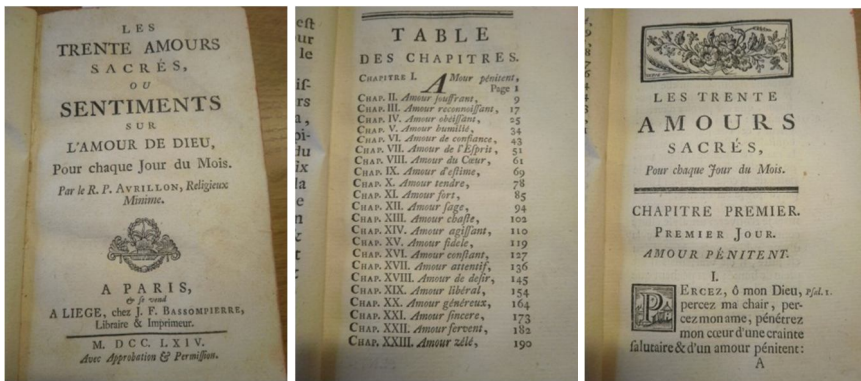 LES
TRENTE AMOURS
SACRÉS,
OU
SENTIMENTS
SUR
L'AMOUR DE DIEU,
Pour chaque Jour du Mois.
Par le R. P. AVRILLON, Religieux
Minime.
A PARIS,
& se vend
A LIEGE, chez J. F. BASSOMPIERRE,
Libraire & Imprimeur.
M. DCC. LXIV.
Avec Approbation & Permission.
TABLE
DES CHAPITRES.
CHAPITRE I. AMour pénitent,
Page 1
CHAP. II. Amour souffrant, 9
CHAP. III. Amour reconnoissant, 17
CHAP. IV. Amour obéissant, 25
CHAP. V. Amour humilié, 34
CHAP. VI. Amour de confiance, 43
CHAP. VII. Amour de l'Esprit, 51
CHAP. VIII. Amour du Cœur, 61
CHAP. IX. Amour d'estime, 69
CHAP. X. Amour tendre, 78
CHAP. XI. Amour fort, 85
CHAP. XII. Amour sage, 94
CHAP. XIII. Amour chaste, 102
CHAP. XIV. Amour agissant, 110
CHAP. XV. Amour fidele, 119
CHAP. XVI. Amour constant, 127
CHAP. XVII. Amour attentif, 136
CHAP. XVIII. Amour de desir, 145
CHAP. XIX. Amour libéral, 154
CHAP. XX. Amour généreux, 164
CHAP. XXI. Amour sincere, 173
CHAP. XXII. Amour fervent, 182
CHAP. XXIII. Amour zélé, 190
LES TRENTE
AMOURS
SACRÉS,
Pour chaque Jour du Mois.
CHAPITRE PREMIER.
PREMIER JOUR.
AMOUR PÉNITENT.
I.
PERCEZ, ô mon Dieu, Psal. 1.
percez ma chair, per-
cez mon ame, pénétrez
mon cœur d'une crainte
salutaire & d'un amour pénitent:
A